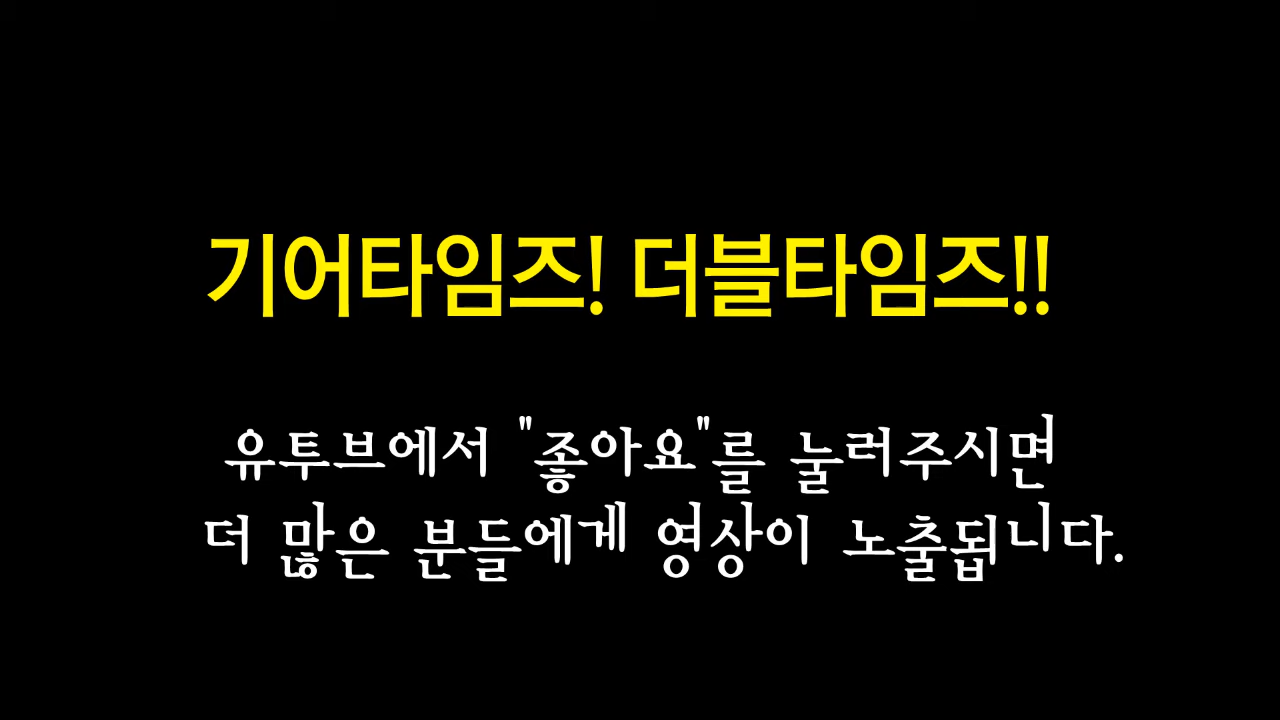 기어타임즈! 더블타임즈!!
유투브에서 "좋아요"를 눌러주시면
더 많은 분들에게 영상이 노출됩니다.